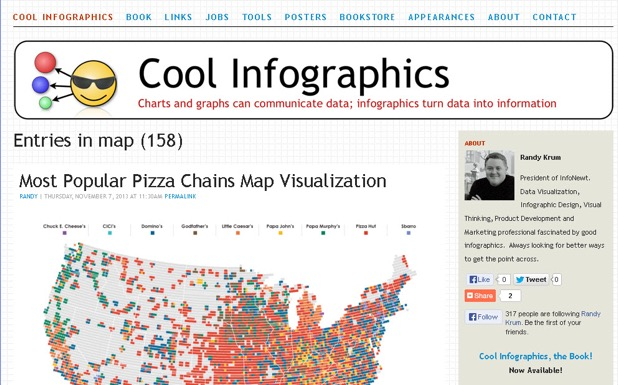 COOL INFOGRAPHICS BOOK LINKS JOBS TOOLS POSTERS BOOKSTORE APPEARANCES ABOUT CONTACT
Cool Infographics
Charts and graphs can communicate data; infographics turn data into information
Entries in map (158)
Most Popular Pizza Chains Map Visualization
RANDY | THURSDAY, NOVEMBER 7, 2013 AT 11:30AM PERMALINK
Chuck E. Cheese's CiCi's Domino's Godfather's Little Caesar's Papa John's Papa Murphy's Pizza Hut Sbarro
ABOUT
Randy Krum
President of InfoNewt.
Data Visualization,
Infographic Design, Visual
Thinking, Product Development and
Marketing professional fascinated by good
infographics. Always looking for better ways
to get the point across.
Like 0 Tweet 0
Share 2
Follow 317 people are following Randy
Krum. Be the first of your
friends.
Cool Infographics, the Book!
Now Available!